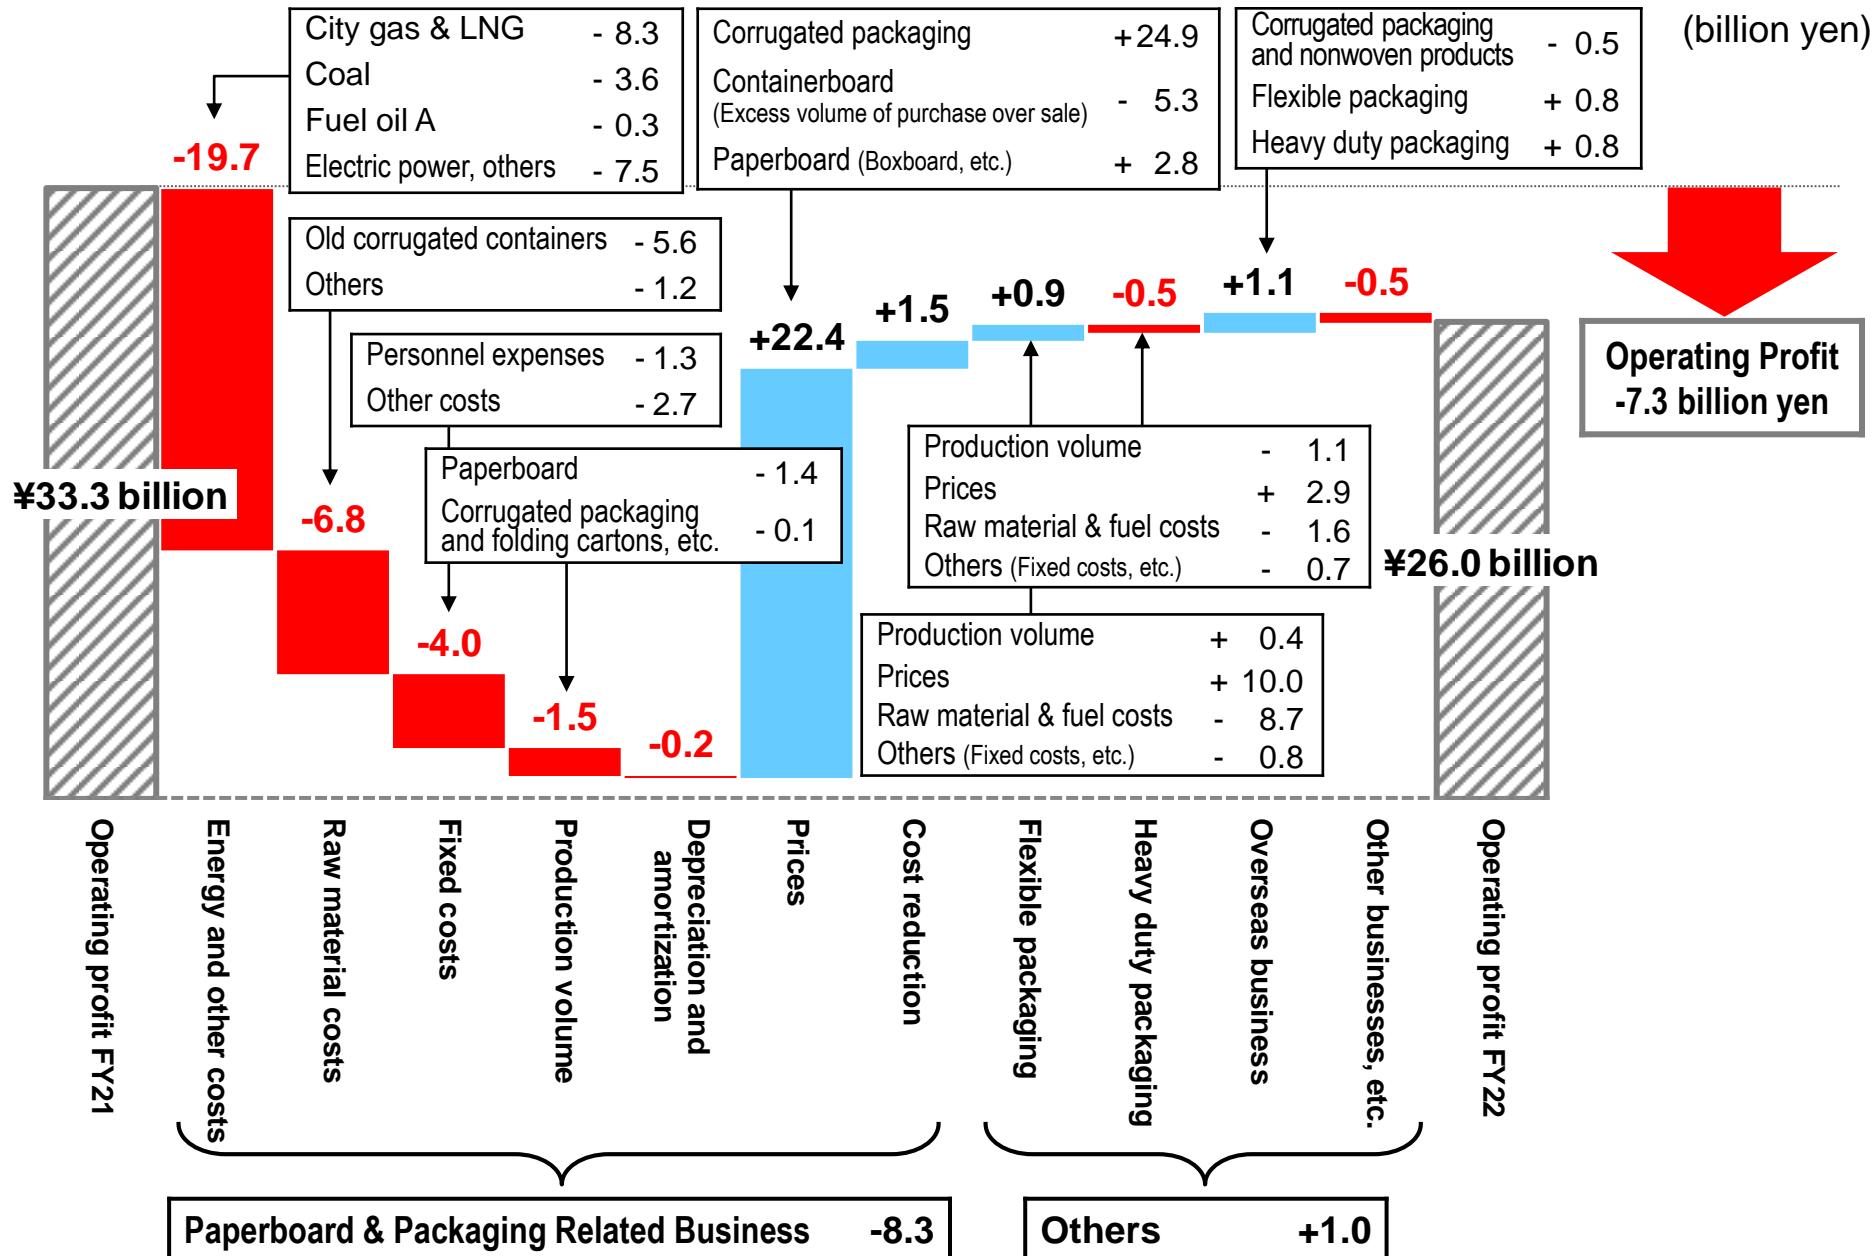 (billion yen)
City gas & LNG - 8.3
Coal - 3.6
Fuel oil A - 0.3
Electric power, others - 7.5
Corrugated packaging +24.9
Containerboard
(Excess volume of purchase over sale) - 5.3
Paperboard (Boxboard, etc.) + 2.8
Corrugated packaging
and nonwoven products - 0.5
Flexible packaging + 0.8
Heavy duty packaging + 0.8
-19.7
Old corrugated containers - 5.6
Others - 1.2
Personnel expenses - 1.3
Other costs - 2.7
Paperboard - 1.4
Corrugated packaging
and folding cartons, etc. - 0.1
+22.4
+1.5
+0.9
-0.5
+1.1
-0.5
Operating Profit
-7.3 billion yen
Production volume - 1.1
Prices + 2.9
Raw material & fuel costs - 1.6
Others (Fixed costs, etc.) - 0.7
Production volume + 0.4
Prices + 10.0
Raw material & fuel costs - 8.7
Others (Fixed costs, etc.) - 0.8
¥33.3 billion
-6.8
-4.0
-1.5
-0.2
¥26.0 billion
Operating profit FY21
Energy and other costs
Raw material costs
Fixed costs
Production volume
Depreciation and
amortization
Prices
Cost reduction
Flexible packaging
Heavy duty packaging
Overseas business
Other businesses, etc.
Operating profit FY22
Paperboard & Packaging Related Business -8.3
Others +1.0